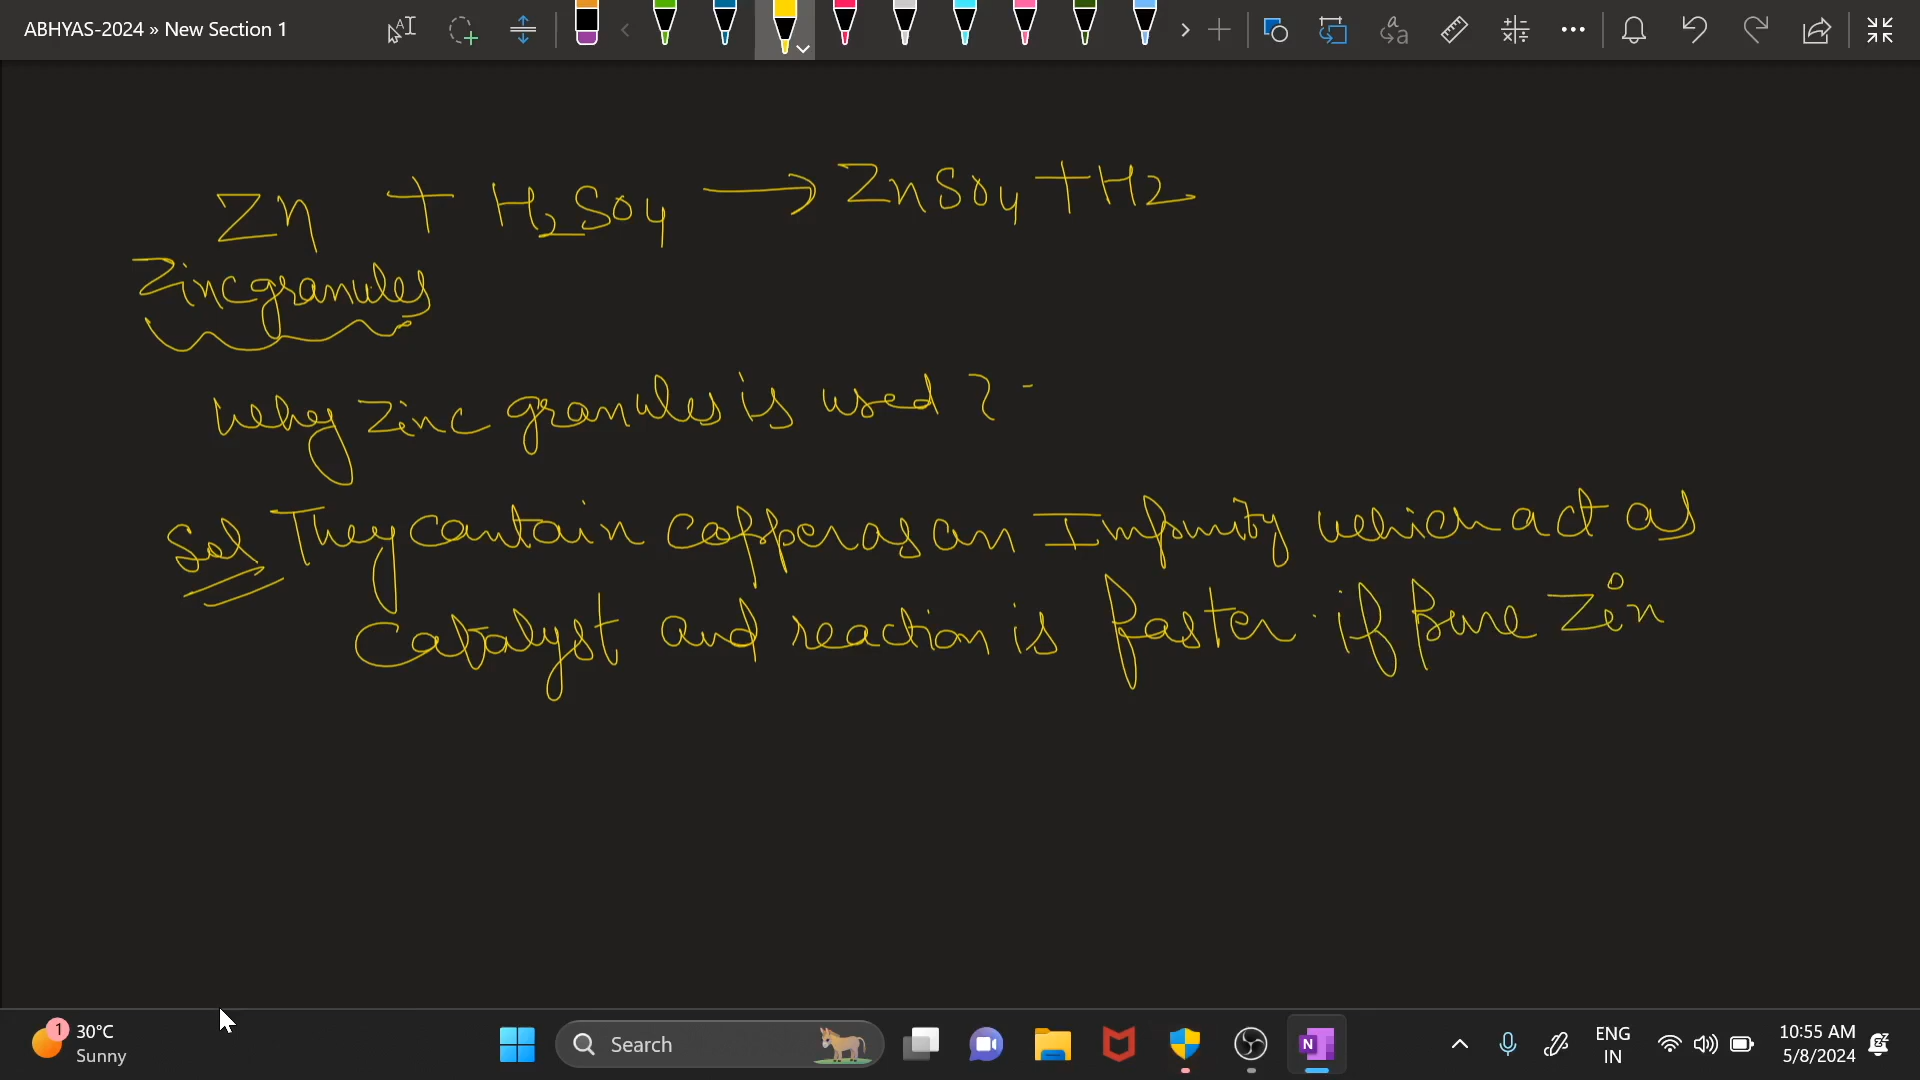 ABHYAS-2024 » New Section 1
Zn + H2SO4 → ZnSO4 + H2
Zinc granules
Why Zinc granules is used ? -
Sol They contain copper as an Impurity which act as
Catalyst and reaction is faster. if Pure Zin
1 30°C
Sunny
Search
ENG
IN
10:55 AM
5/8/2024